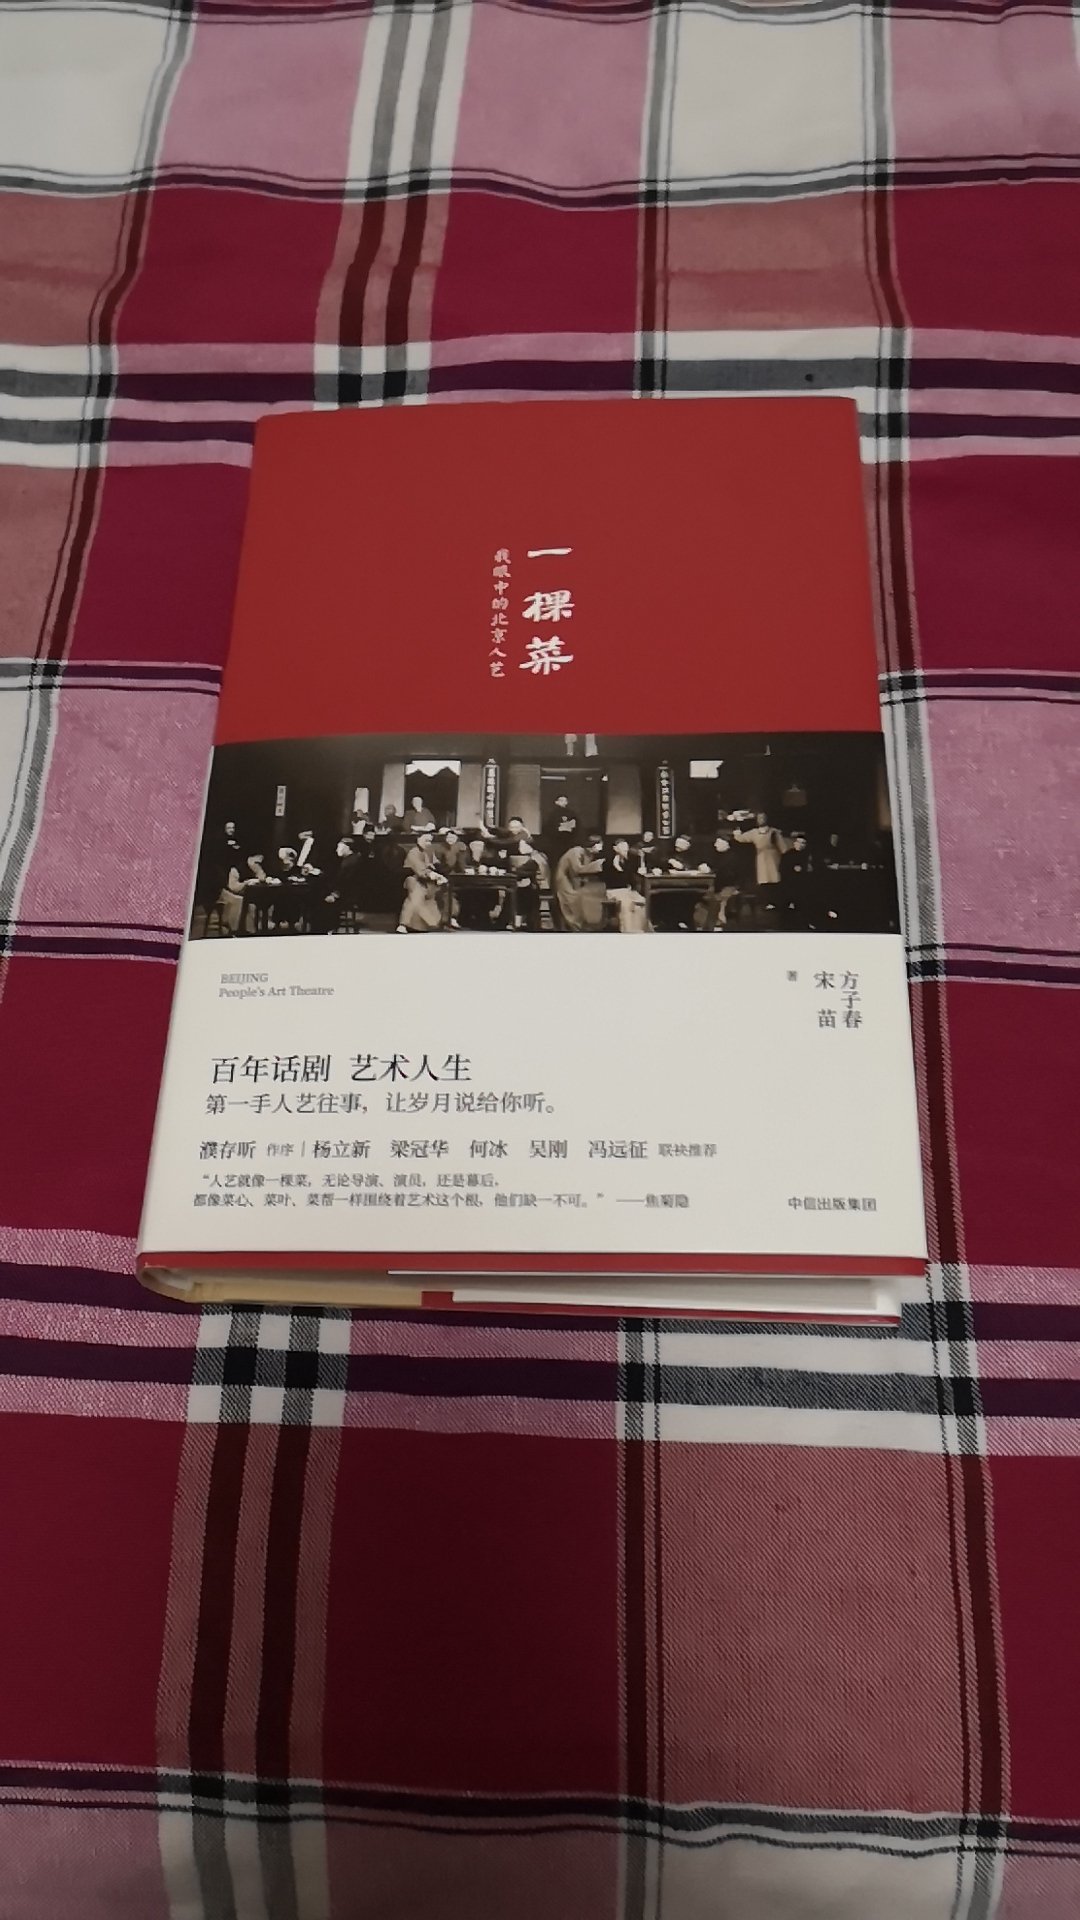 一棵菜
我眼中的北京人艺
BEIJING
People's Art Theatre
方子春
宋苗
著
百年话剧 艺术人生
第一手人艺往事，让岁月说给你听。
濮存昕 作序｜杨立新 梁冠华 何冰 吴刚 冯远征 联袂推荐
“人艺就像一棵菜，无论导演、演员，还是幕后，
都像菜心、菜叶、菜帮一样围绕着艺术这个根，他们缺一不可。”——焦菊隐
中信出版集团